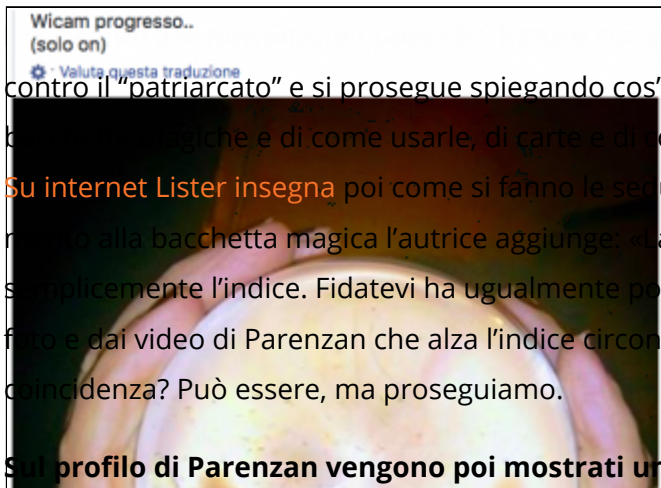 Wicam progresso..
(solo on)
· Valuta questa traduzione
contro il “patriarcato” e si prosegue spiegando cos’
magiche e di come usarle, di carte e di
Su internet Lister insegna poi come si fanno le
alla bacchetta magica l’autrice aggiunge: «La
semplicemente l’indice. Fidatevi ha ugualmente
foto e dai video di Parenzan che alza l’indice
coincidenza? Può essere, ma proseguiamo.
Sul profilo di Parenzan vengono poi mostrati